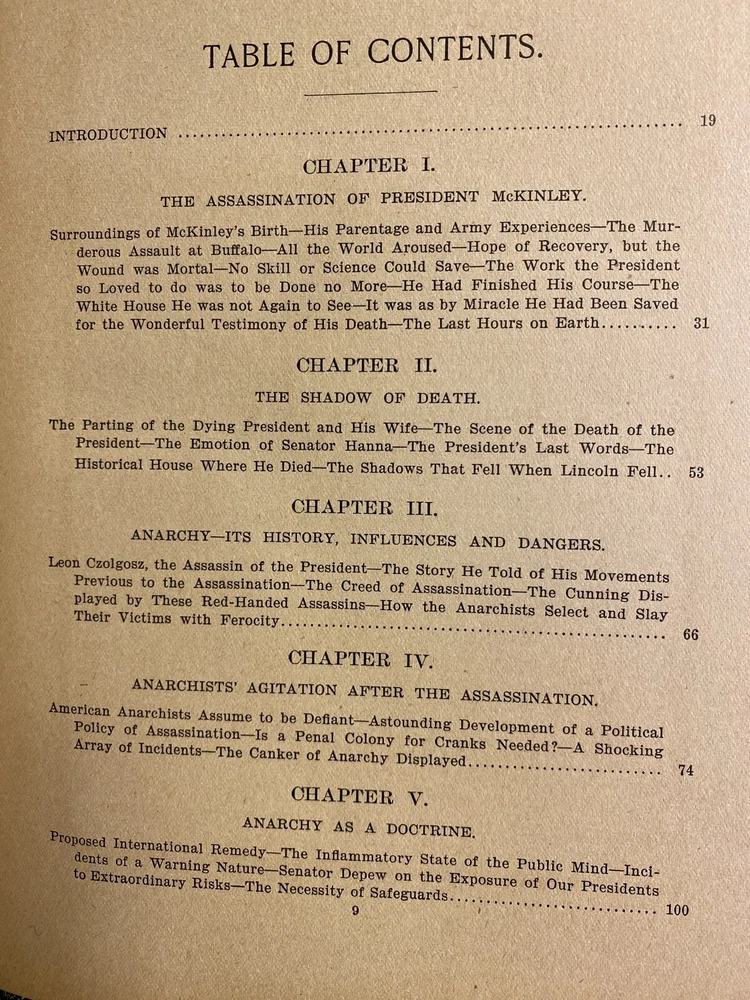 TABLE OF CONTENTS.
INTRODUCTION ................................................................ 19
CHAPTER I.
THE ASSASSINATION OF PRESIDENT McKINLEY.
Surroundings of McKinley's Birth—His Parentage and Army Experiences—The Mur-
derous Assault at Buffalo—All the World Aroused—Hope of Recovery, but the
Wound was Mortal—No Skill or Science Could Save—The Work the President
so Loved to do was to be Done no More—He Had Finished His Course—The
White House He was not Again to See—It was as by Miracle He Had Been Saved
for the Wonderful Testimony of His Death—The Last Hours on Earth.......... 31
CHAPTER II.
THE SHADOW OF DEATH.
The Parting of the Dying President and His Wife—The Scene of the Death of the
President—The Emotion of Senator Hanna—The President's Last Words—The
Historical House Where He Died—The Shadows That Fell When Lincoln Fell.. 53
CHAPTER III.
ANARCHY—ITS HISTORY, INFLUENCES AND DANGERS.
Leon Czolgosz, the Assassin of the President—The Story He Told of His Movements
Previous to the Assassination—The Creed of Assassination—The Cunning Dis-
played by These Red-Handed Assassins—How the Anarchists Select and Slay
Their Victims with Ferocity.................................................... 66
CHAPTER IV.
ANARCHISTS' AGITATION AFTER THE ASSASSINATION.
American Anarchists Assume to be Defiant—Astounding Development of a Political
Policy of Assassination—Is a Penal Colony for Cranks Needed?—A Shocking
Array of Incidents—The Canker of Anarchy Displayed.......................... 74
CHAPTER V.
ANARCHY AS A DOCTRINE.
Proposed International Remedy—The Inflammatory State of the Public Mind—Inci-
dents of a Warning Nature—Senator Depew on the Exposure of Our Presidents
to Extraordinary Risks—The Necessity of Safeguards............................ 100
9